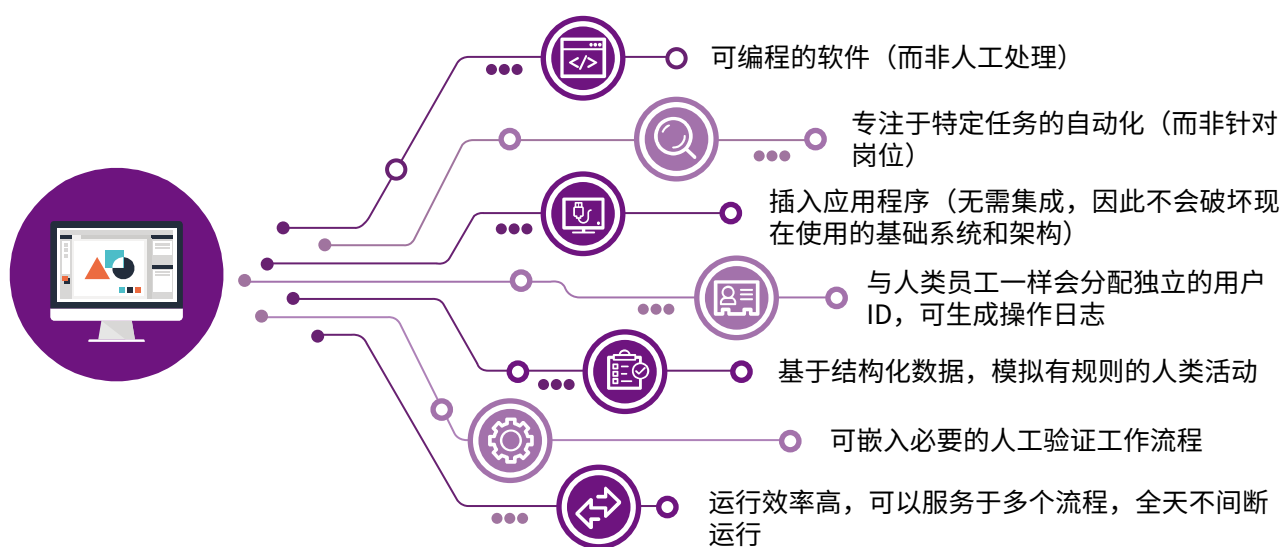 可编程的软件（而非人工处理）
专注于特定任务的自动化（而非针对
岗位）
插入应用程序（无需集成，因此不会破坏现
在使用的基础系统和架构）
与人类员工一样会分配独立的用户
ID，可生成操作日志
基于结构化数据，模拟有规则的人类活动
可嵌入必要的人工验证工作流程
运行效率高，可以服务于多个流程，全天不间断
运行